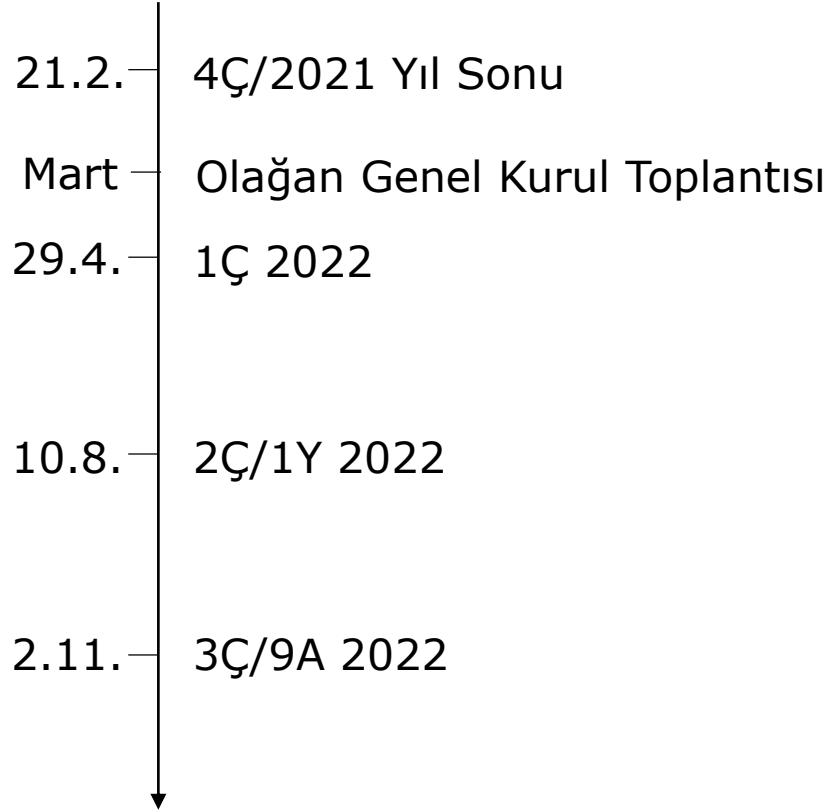 21.2. 4Ç/2021 Yıl Sonu
Mart Olağan Genel Kurul Toplantısı
29.4. 1Ç 2022
10.8. 2Ç/1Y 2022
2.11. 3Ç/9A 2022